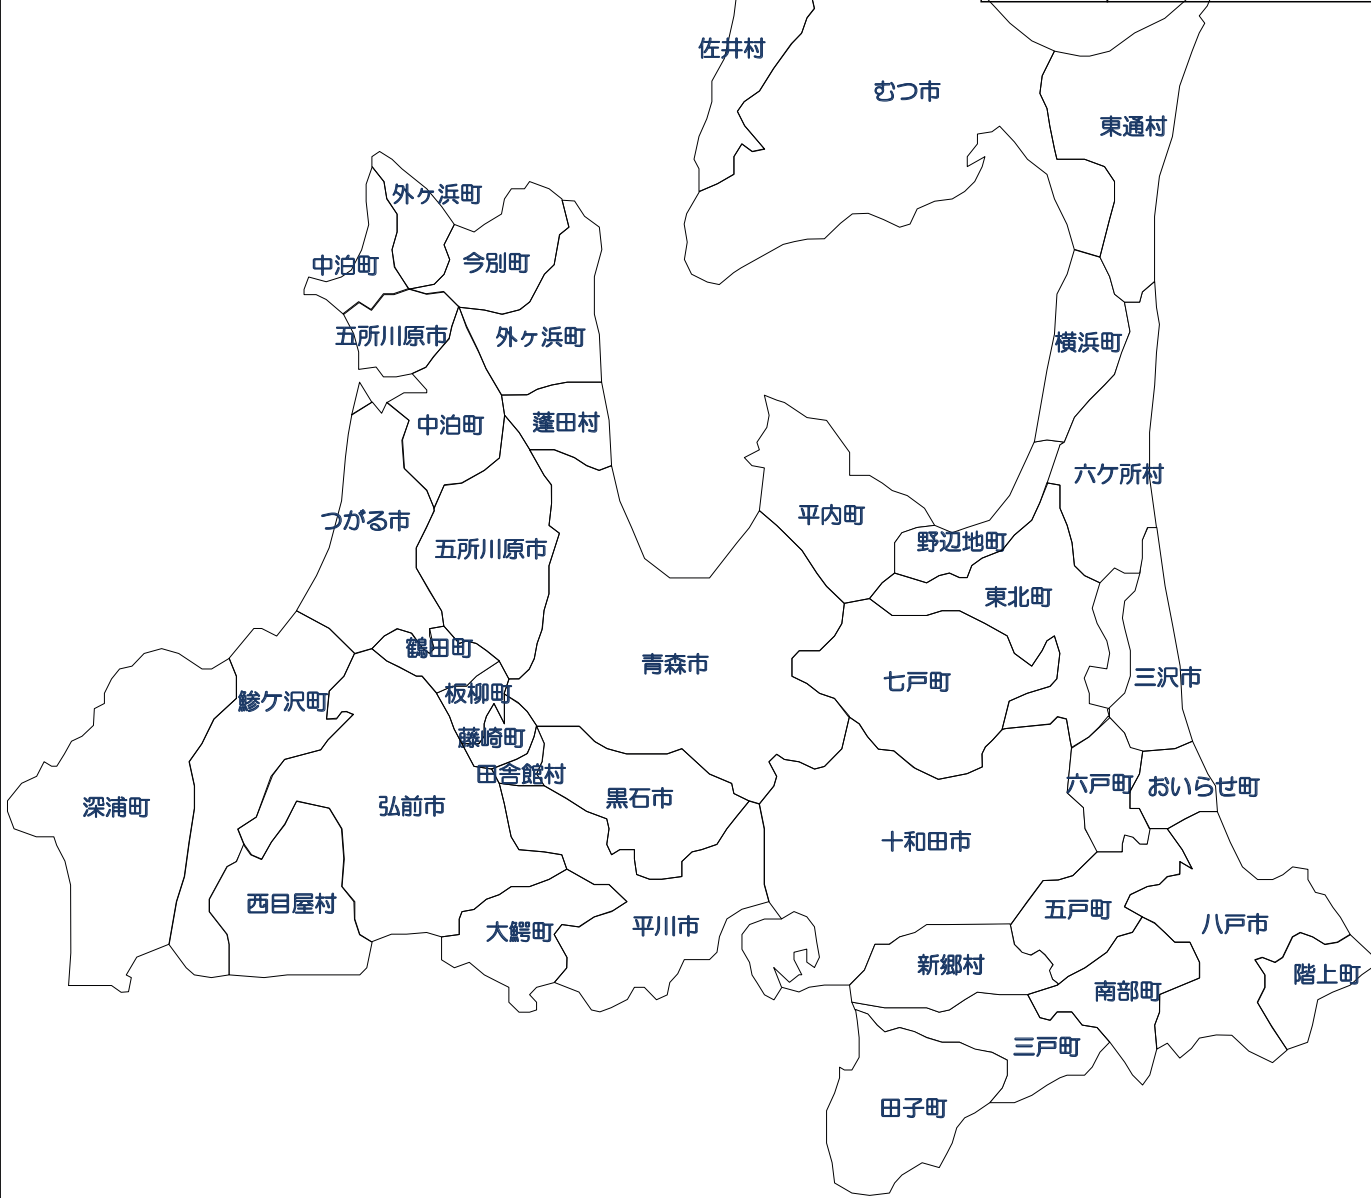 佐井村
むつ市
東通村
外ヶ浜町
中泊町
今別町
五所川原市
外ヶ浜町
横浜町
中泊町
蓬田村
六ケ所村
つがる市
平内町
野辺地町
五所川原市
東北町
鶴田町
青森市
三沢市
七戸町
板柳町
鰺ケ沢町
藤崎町
田舎館村
六戸町
おいらせ町
黒石市
深浦町
弘前市
十和田市
西目屋村
五戸町
八戸市
平川市
大鰐町
新郷村
階上町
南部町
三戸町
田子町